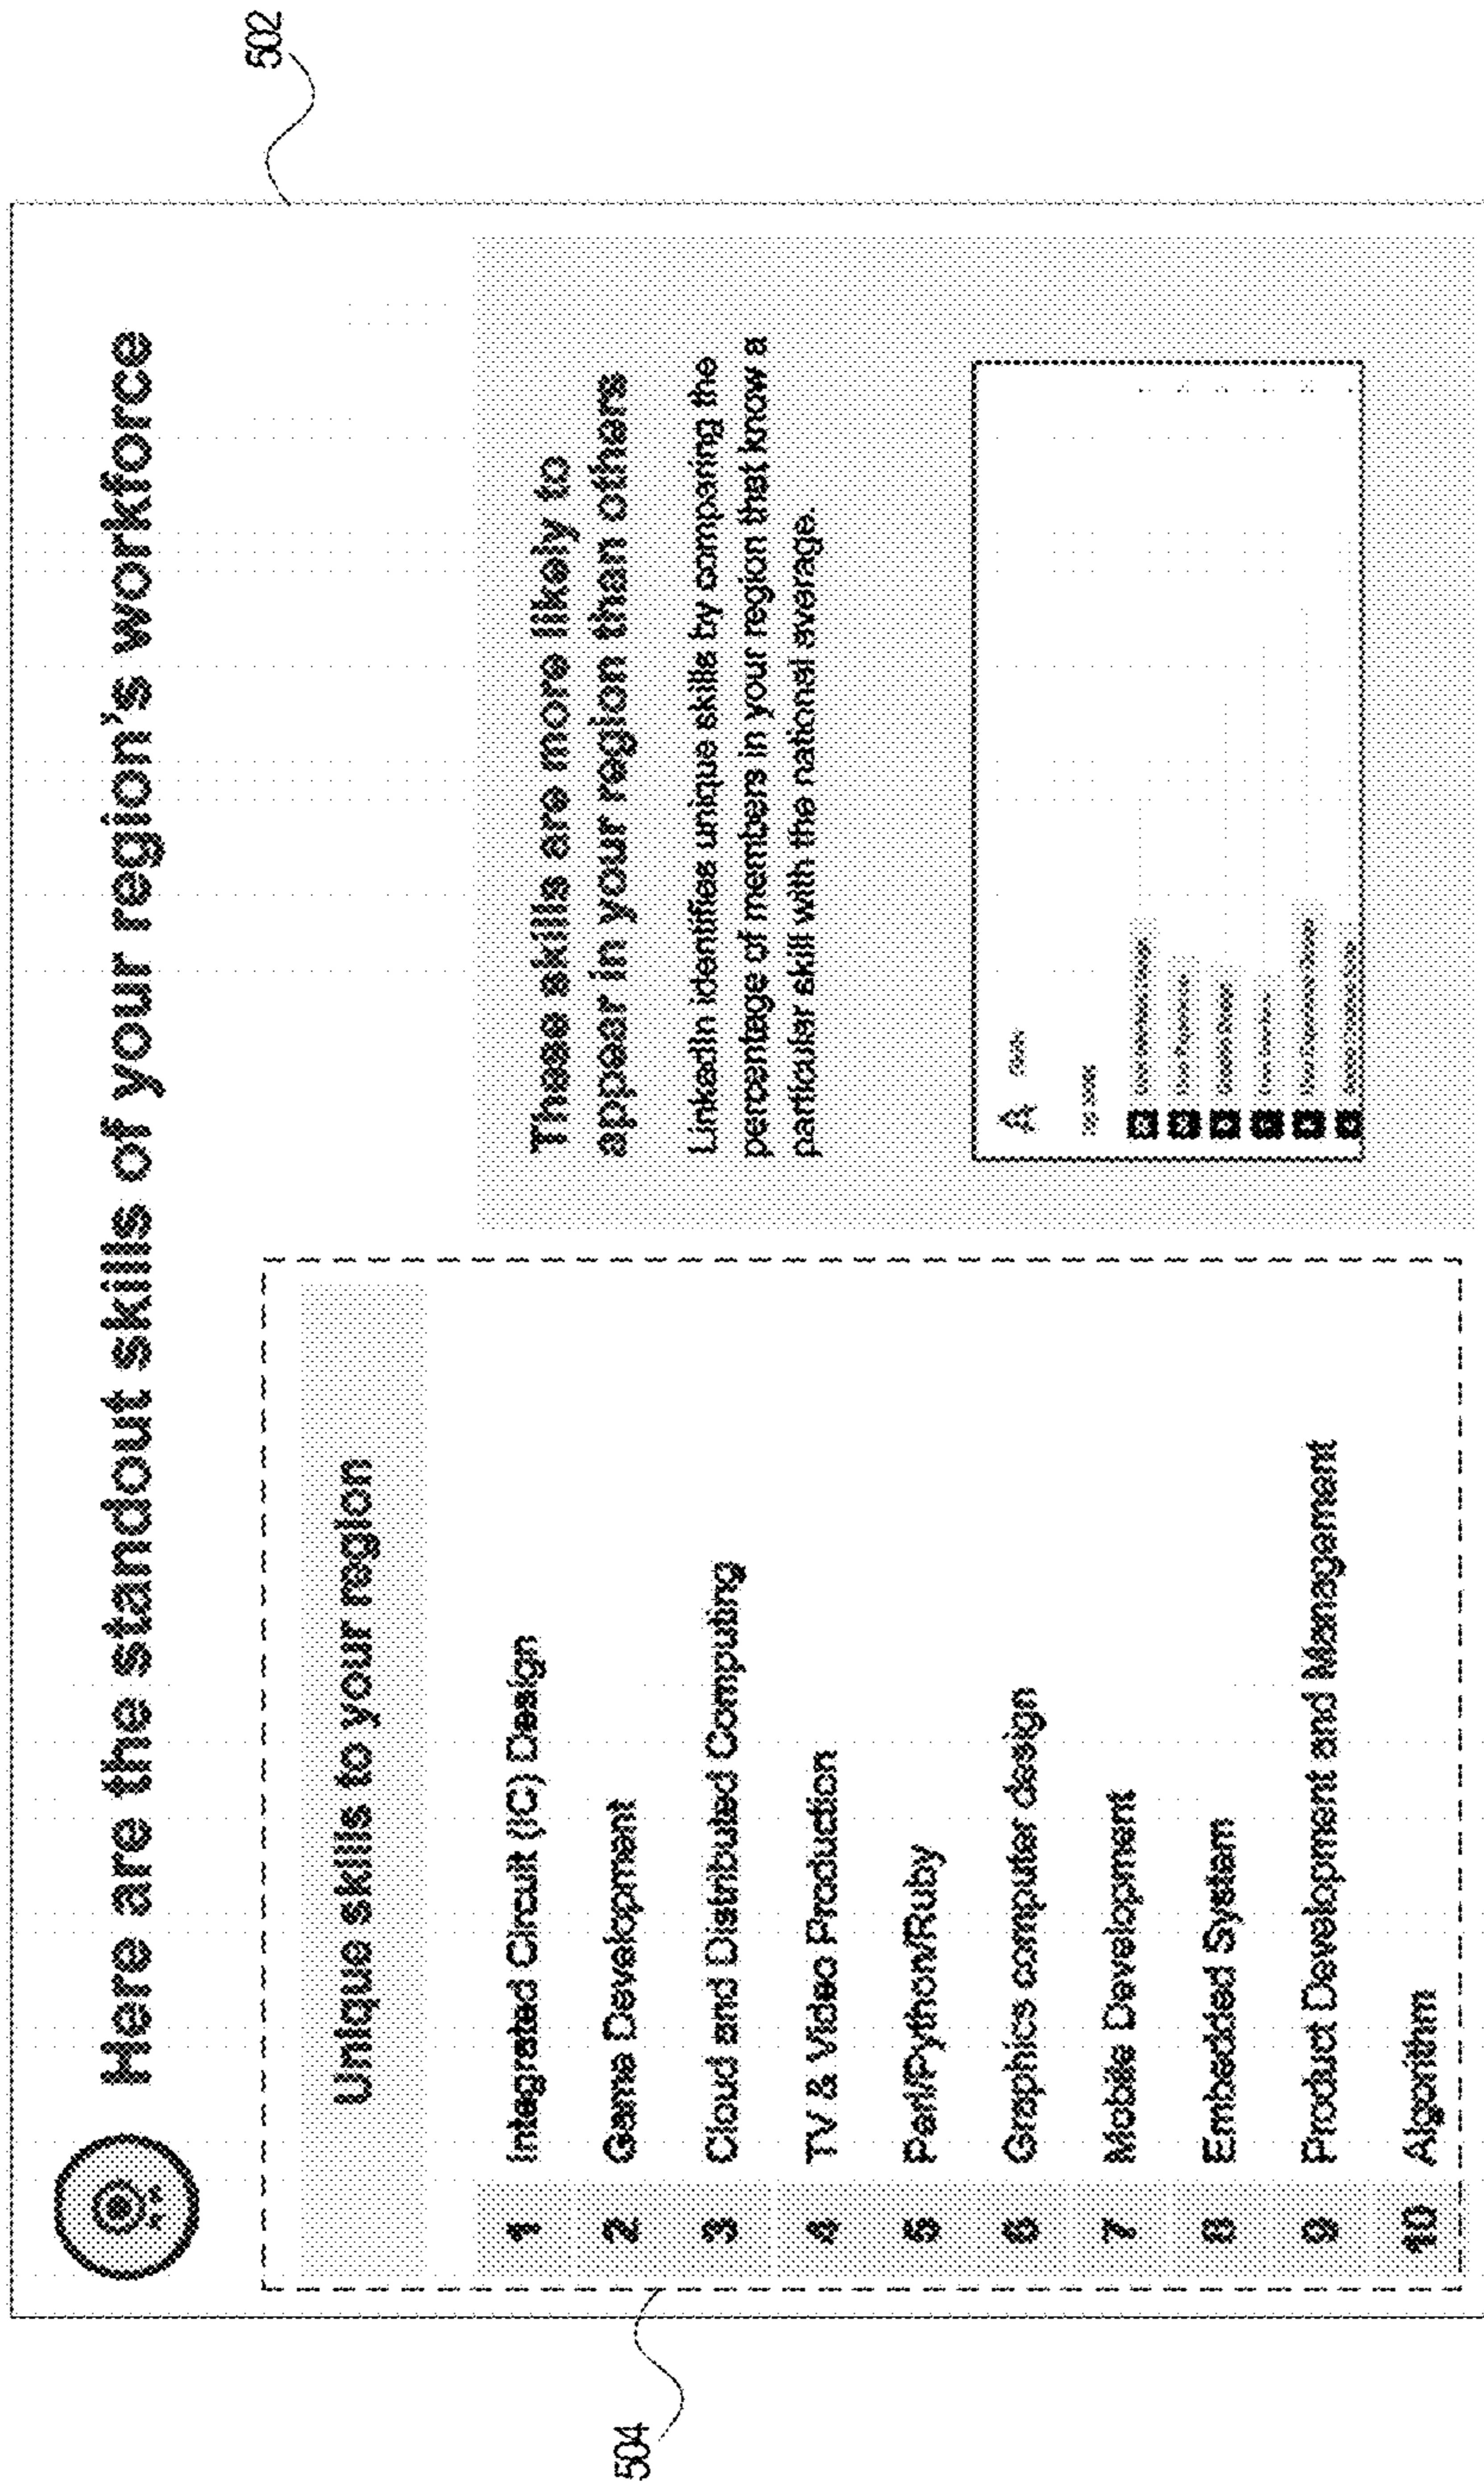 502
Here are the standout skills of your region's workforce
504
Unique skills to your region
1 Integrated Circuit (IC) Design
2 Game Development
3 Cloud and Distributed Computing
4 TV & Video Production
5 Perl/Python/Ruby
6 Graphics computer design
7 Mobile Development
8 Embedded System
9 Product Development and Management
10 Algorithm
These skills are more likely to
appear in your region than others
LinkedIn identifies unique skills by comparing the
percentage of members in your region that know a
particular skill with the national average.
Skills
Top Skills